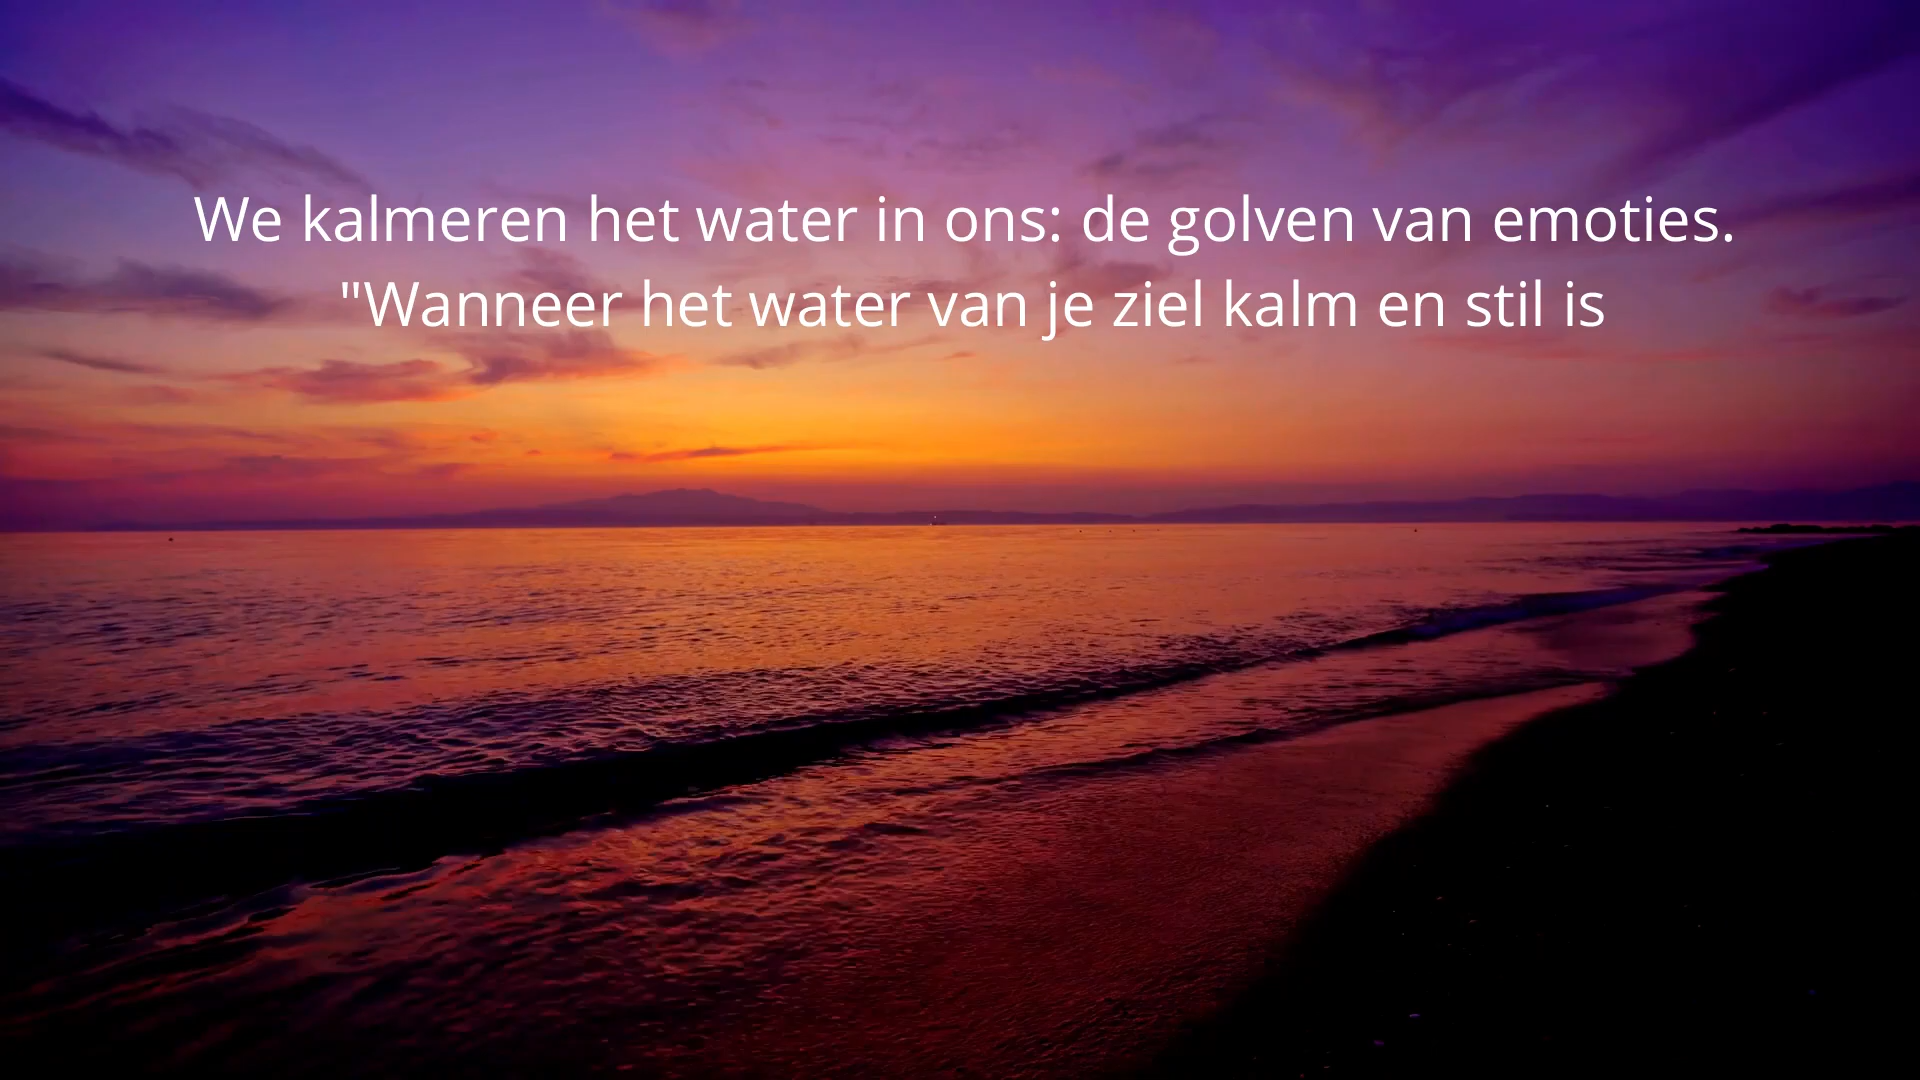 We kalmeren het water in ons: de golven van emoties.
"Wanneer het water van je ziel kalm en stil is